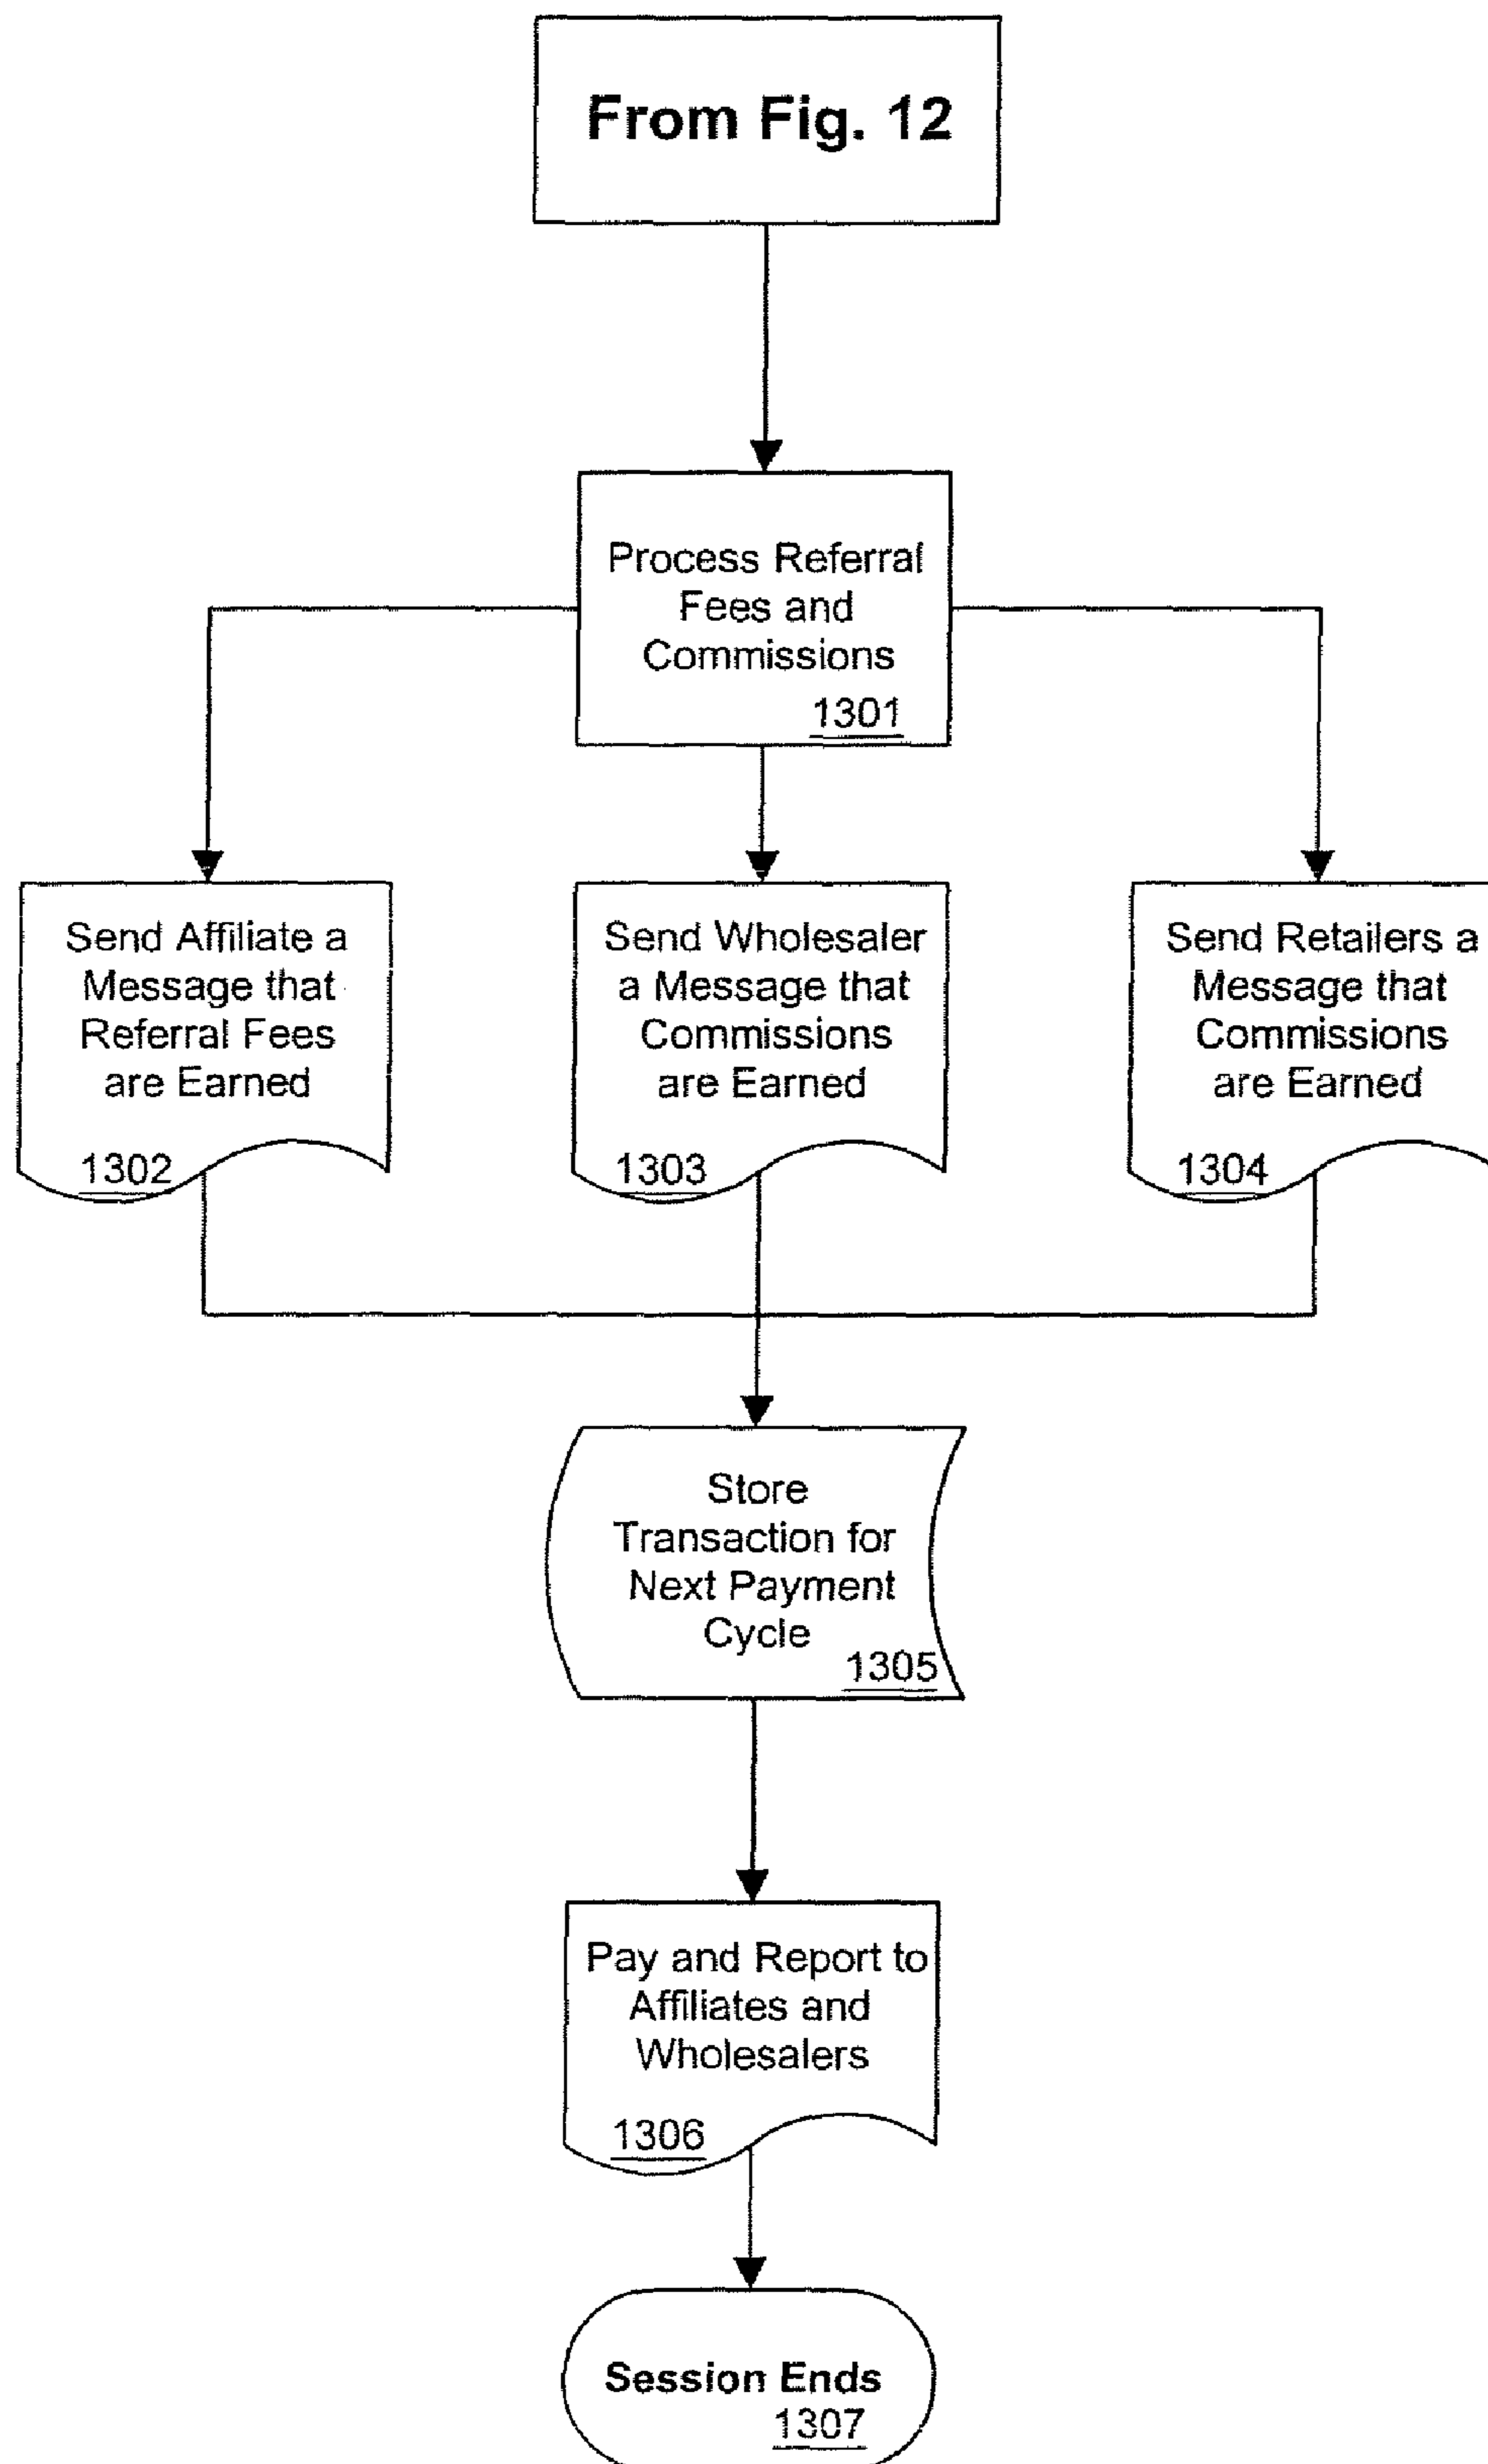 From Fig. 12
Process Referral
Fees and
Commissions
1301
Send Affiliate a
Message that
Referral Fees
are Earned
1302
Send Wholesaler
a Message that
Commissions
are Earned
1303
Send Retailers a
Message that
Commissions
are Earned
1304
Store
Transaction for
Next Payment
Cycle
1305
Pay and Report to
Affiliates and
Wholesalers
1306
Session Ends
1307